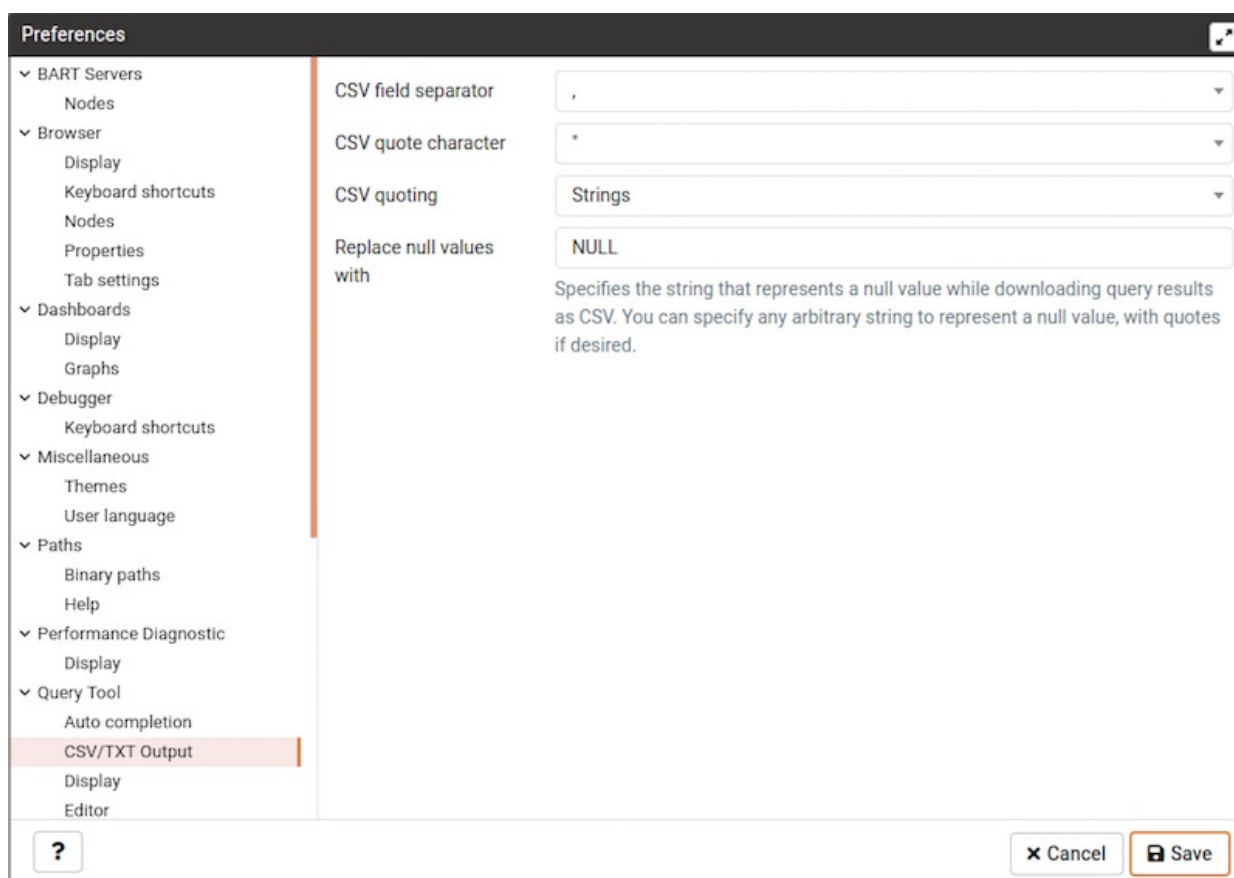 Preferences
BART Servers
Nodes
Browser
Display
Keyboard shortcuts
Nodes
Properties
Tab settings
Dashboards
Display
Graphs
Debugger
Keyboard shortcuts
Miscellaneous
Themes
User language
Paths
Binary paths
Help
Performance Diagnostic
Display
Query Tool
Auto completion
CSV/TXT Output
Display
Editor
CSV field separator
,
CSV quote character
"
CSV quoting
Strings
Replace null values
with
NULL
Specifies the string that represents a null value while downloading query results
as CSV. You can specify any arbitrary string to represent a null value, with quotes
if desired.
?
Cancel
Save